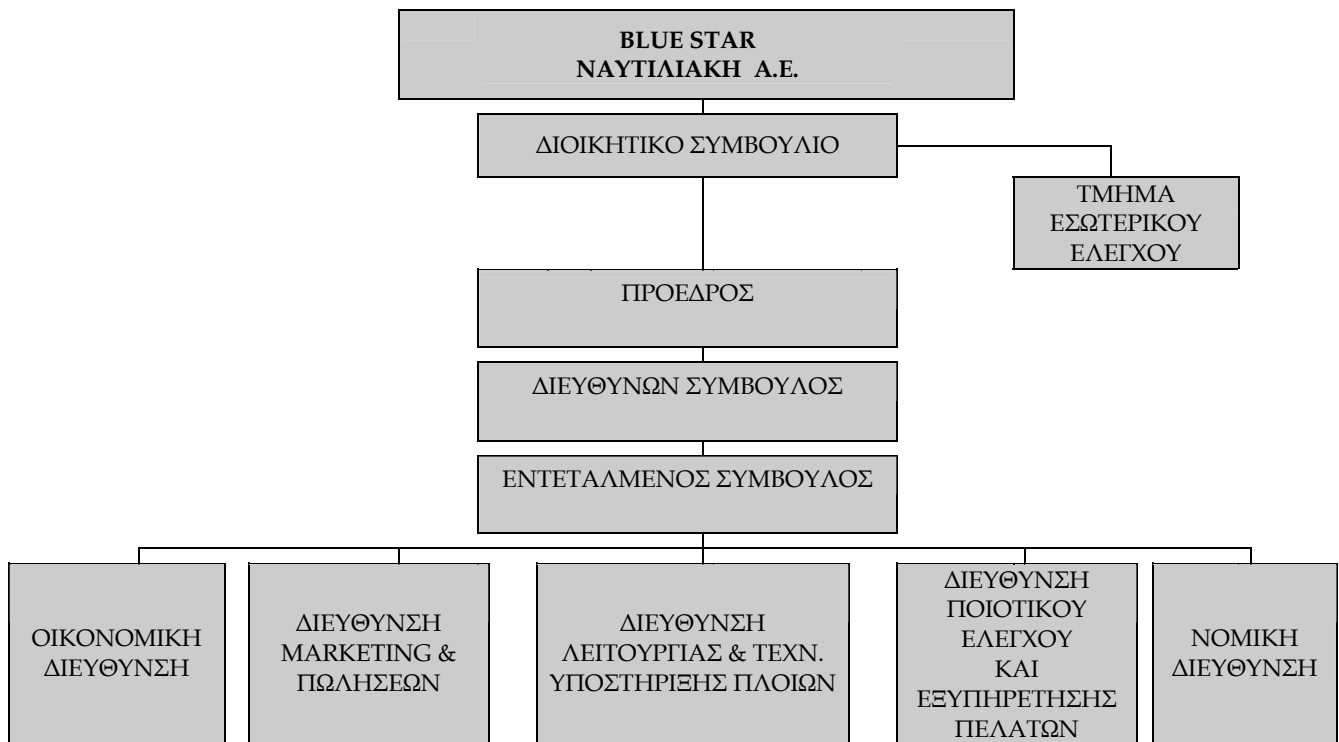 BLUE STAR
ΝΑΥΤΙΛΙΑΚΗ Α.Ε.
ΔΙΟΙΚΗΤΙΚΟ ΣΥΜΒΟΥΛΙΟ
ΤΜΗΜΑ
ΕΣΩΤΕΡΙΚΟΥ
ΕΛΕΓΧΟΥ
ΠΡΟΕΔΡΟΣ
ΔΙΕΥΘΥΝΩΝ ΣΥΜΒΟΥΛΟΣ
ΕΝΤΕΤΑΛΜΕΝΟΣ ΣΥΜΒΟΥΛΟΣ
ΟΙΚΟΝΟΜΙΚΗ
ΔΙΕΥΘΥΝΣΗ
ΔΙΕΥΘΥΝΣΗ
MARKETING &
ΠΩΛΗΣΕΩΝ
ΔΙΕΥΘΥΝΣΗ
ΛΕΙΤΟΥΡΓΙΑΣ & ΤΕΧΝ.
ΥΠΟΣΤΗΡΙΞΗΣ ΠΛΟΙΩΝ
ΔΙΕΥΘΥΝΣΗ
ΠΟΙΟΤΙΚΟΥ
ΕΛΕΓΧΟΥ
ΚΑΙ
ΕΞΥΠΗΡΕΤΗΣΗΣ
ΠΕΛΑΤΩΝ
ΝΟΜΙΚΗ
ΔΙΕΥΘΥΝΣΗ